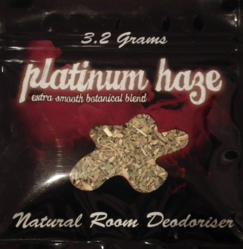 3.2 Grams
platinum haze
extra smooth botanical blend
Natural Room Deodoriser